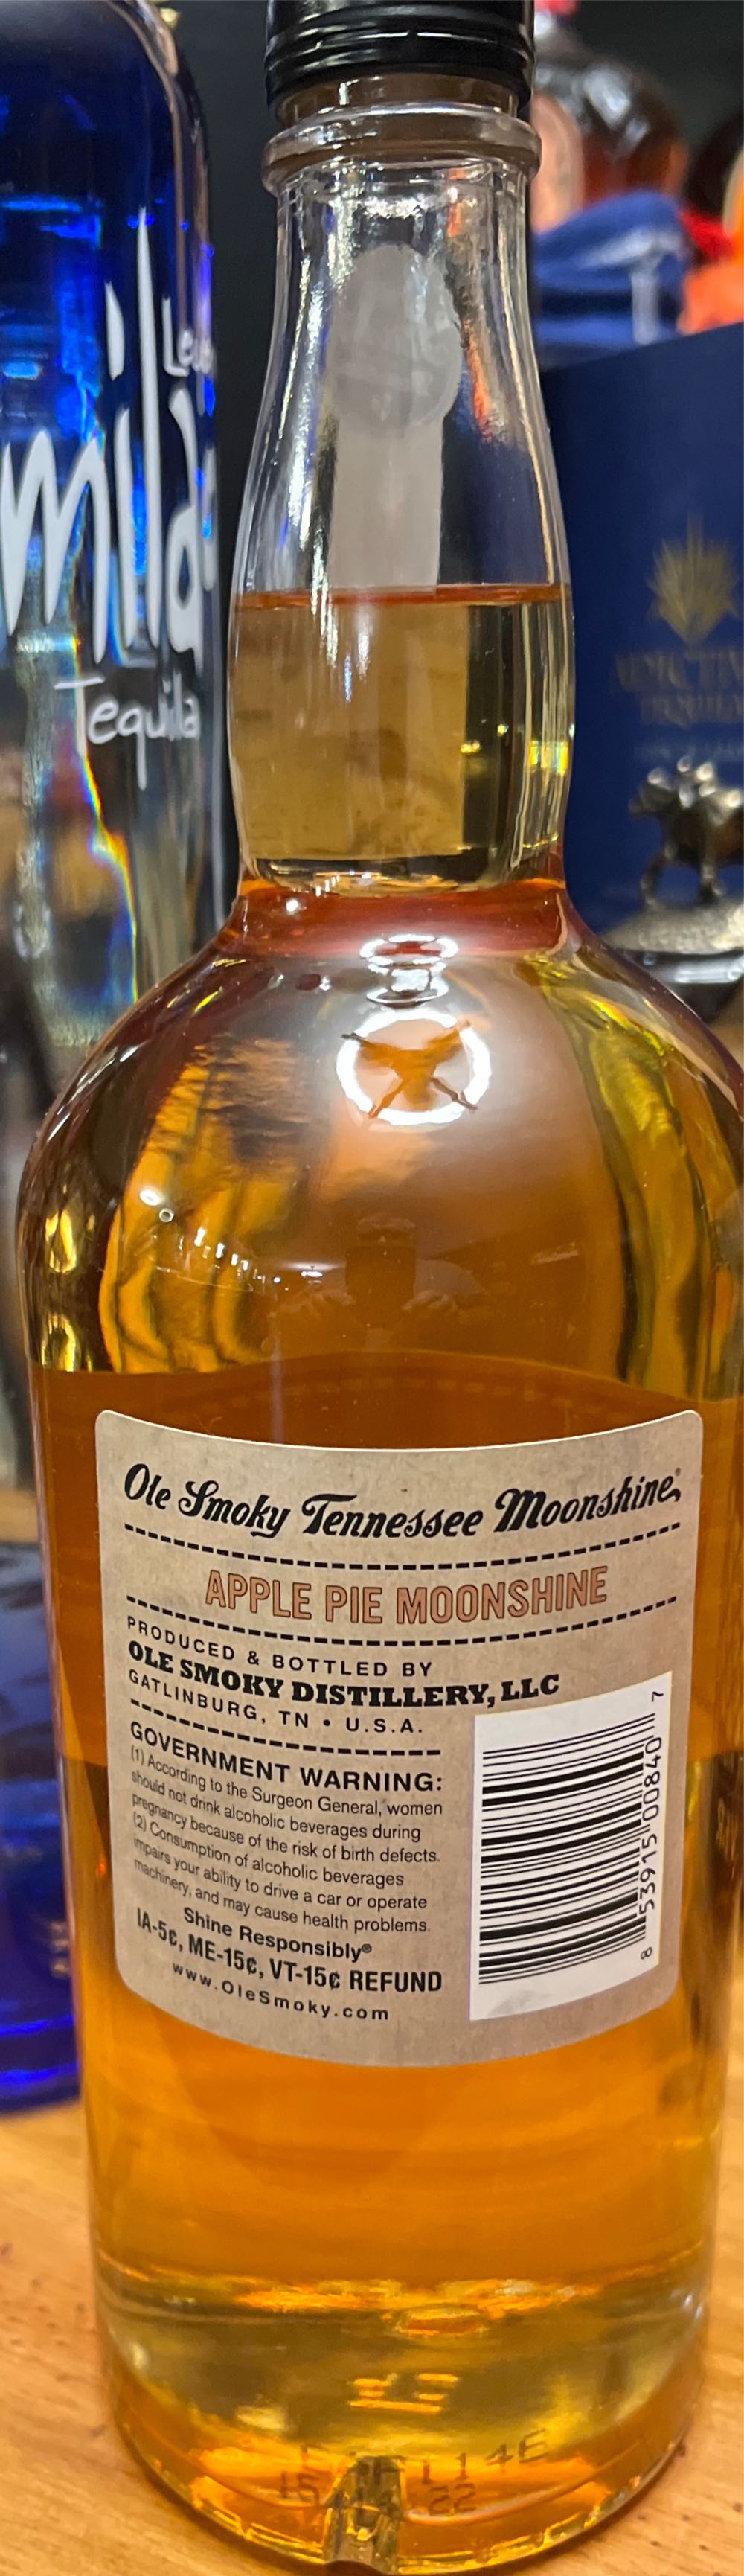 mila
Tequila
Ole Smoky Tennessee Moonshine®
APPLE PIE MOONSHINE
PRODUCED & BOTTLED BY
OLE SMOKY DISTILLERY, LLC
GATLINBURG, TN • U.S.A.
GOVERNMENT WARNING:
(1) According to the Surgeon General, women
should not drink alcoholic beverages during
pregnancy because of the risk of birth defects.
(2) Consumption of alcoholic beverages
impairs your ability to drive a car or operate
machinery, and may cause health problems.
Shine Responsibly®
IA-5¢, ME-15¢, VT-15¢ REFUND
www.OleSmoky.com
8 53915 00840 7